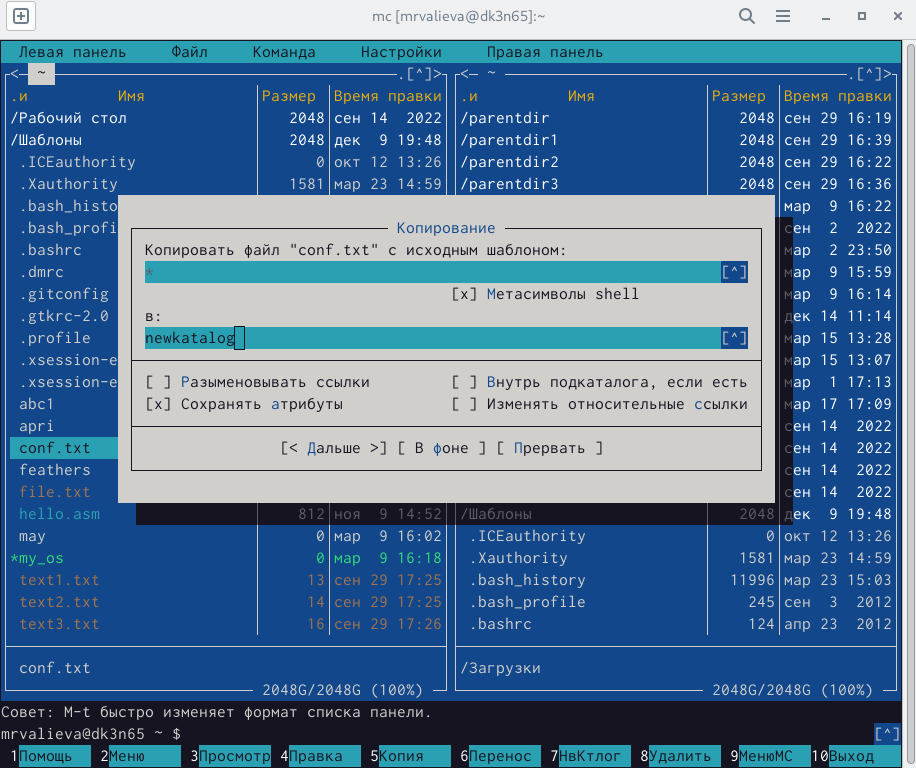 mc [mrvalieva@dk3n65]:~
Левая панель Файл Команда Настройки Правая панель
<— ~ .[^]> <— ~ .[^]>
.и Имя Размер Время правки .и Имя Размер Время правки
/Рабочий стол 2048 сен 14 2022 /parentdir 2048 сен 29 16:19
/Шаблоны 2048 дек 9 19:48 /parentdir1 2048 сен 29 16:39
.ICEauthority 0 окт 12 13:26 /parentdir2 2048 сен 29 16:22
.Xauthority 1581 мар 23 14:59 /parentdir3 2048 сен 29 16:36
.bash_histo мар 9 16:22
.bash_profi Копирование сен 2 2022
.bashrc Копировать файл "conf.txt" с исходным шаблоном: мар 2 23:50
.dmrc * [^] мар 9 15:59
.gitconfig [x] Метасимволы shell мар 9 16:14
.gtkrc-2.0 в: дек 14 11:14
.profile newkatalog [^] мар 15 13:28
.xsession-e мар 15 13:07
.xsession-e [ ] Разыменовывать ссылки [ ] Внутрь подкаталога, если есть мар 1 17:13
abc1 [x] Сохранять атрибуты [ ] Изменять относительные ссылки мар 17 17:09
apri сен 14 2022
conf.txt [< Дальше >] [ В фоне ] [ Прервать ] сен 14 2022
feathers сен 14 2022
file.txt сен 14 2022
hello.asm 812 ноя 9 14:52 /Шаблоны 2048 дек 9 19:48
may 0 мар 9 16:02 .ICEauthority 0 окт 12 13:26
*my_os 0 мар 9 16:18 .Xauthority 1581 мар 23 14:59
text1.txt 13 сен 29 17:25 .bash_history 11996 мар 23 15:03
text2.txt 14 сен 29 17:25 .bash_profile 245 сен 3 2012
text3.txt 16 сен 29 17:26 .bashrc 124 апр 23 2012
conf.txt /Загрузки
2048G/2048G (100%) 2048G/2048G (100%)
Совет: M-t быстро изменяет формат списка панели.
mrvalieva@dk3n65 ~ $ [^]
1Помощь 2Меню 3Просмотр 4Правка 5Копия 6Перенос 7НвКтлог 8Удалить 9МенюМС 10Выход